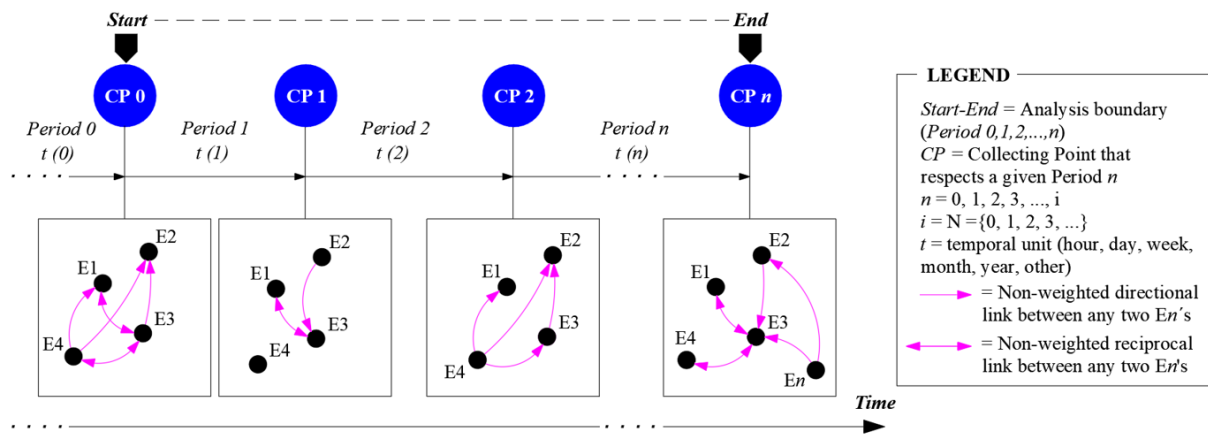 Start
End
CP 0
CP 1
CP 2
CP n
Period 0
t (0)
Period 1
t (1)
Period 2
t (2)
Period n
t (n)
E2
E1
E3
E4
E2
E1
E3
E4
E2
E1
E3
E4
E2
E1
E3
E4
En
Time
LEGEND
Start-End = Analysis boundary
(Period 0,1,2,...,n)
CP = Collecting Point that
respects a given Period n
n = 0, 1, 2, 3, ..., i
i = N ={0, 1, 2, 3, ...}
t = temporal unit (hour, day, week,
month, year, other)
= Non-weighted directional
link between any two En´s
= Non-weighted reciprocal
link between any two En's